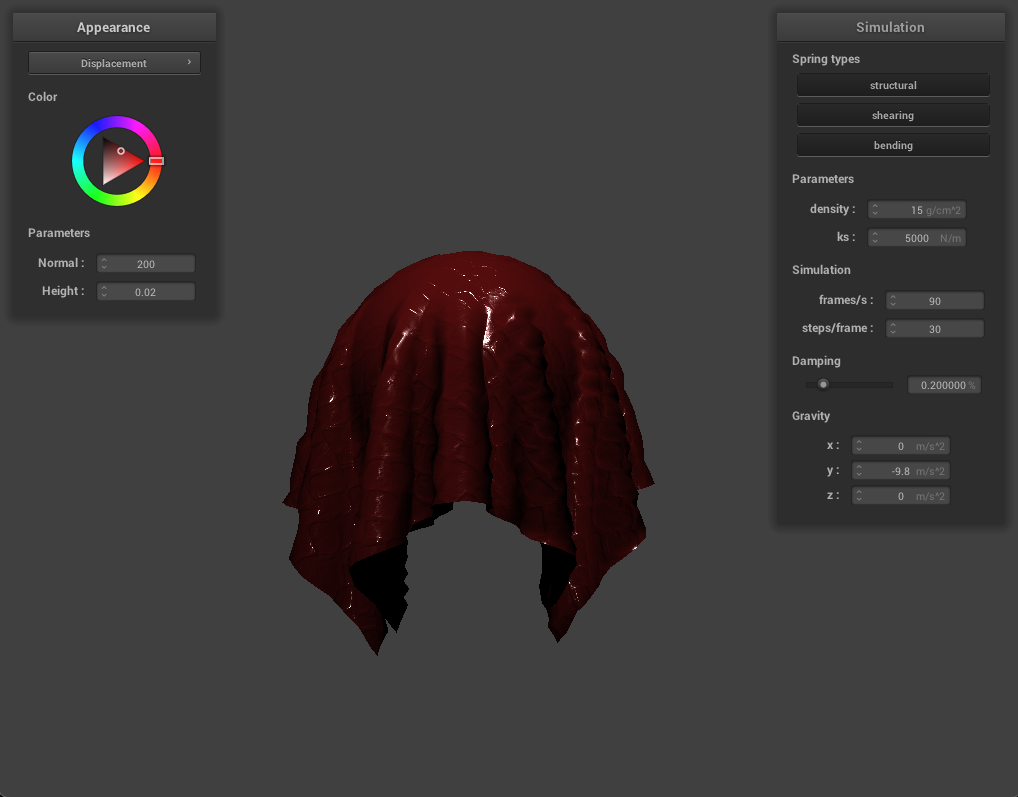 Appearance
Displacement ›
Color
Parameters
Normal : 200
Height : 0.02
Simulation
Spring types
structural
shearing
bending
Parameters
density : 15 g/cm^2
ks : 5000 N/m
Simulation
frames/s : 90
steps/frame : 30
Damping
0.200000 %
Gravity
x : 0 m/s^2
y : -9.8 m/s^2
z : 0 m/s^2